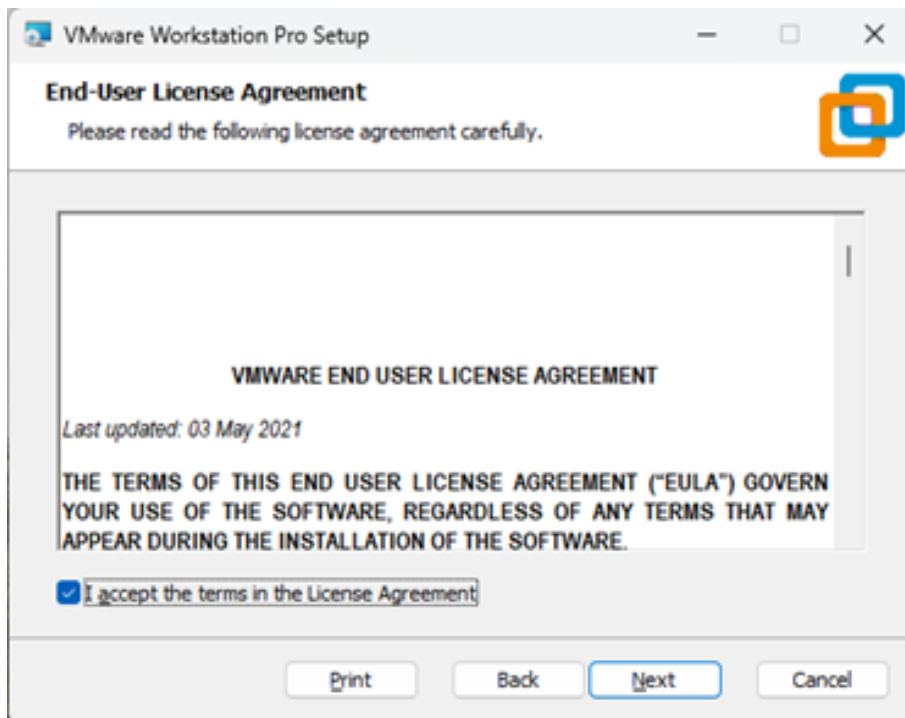 VMware Workstation Pro Setup
End-User License Agreement
Please read the following license agreement carefully.
VMWARE END USER LICENSE AGREEMENT
Last updated: 03 May 2021
THE TERMS OF THIS END USER LICENSE AGREEMENT (“EULA”) GOVERN
YOUR USE OF THE SOFTWARE, REGARDLESS OF ANY TERMS THAT MAY
APPEAR DURING THE INSTALLATION OF THE SOFTWARE.
I accept the terms in the License Agreement
Print Back Next Cancel